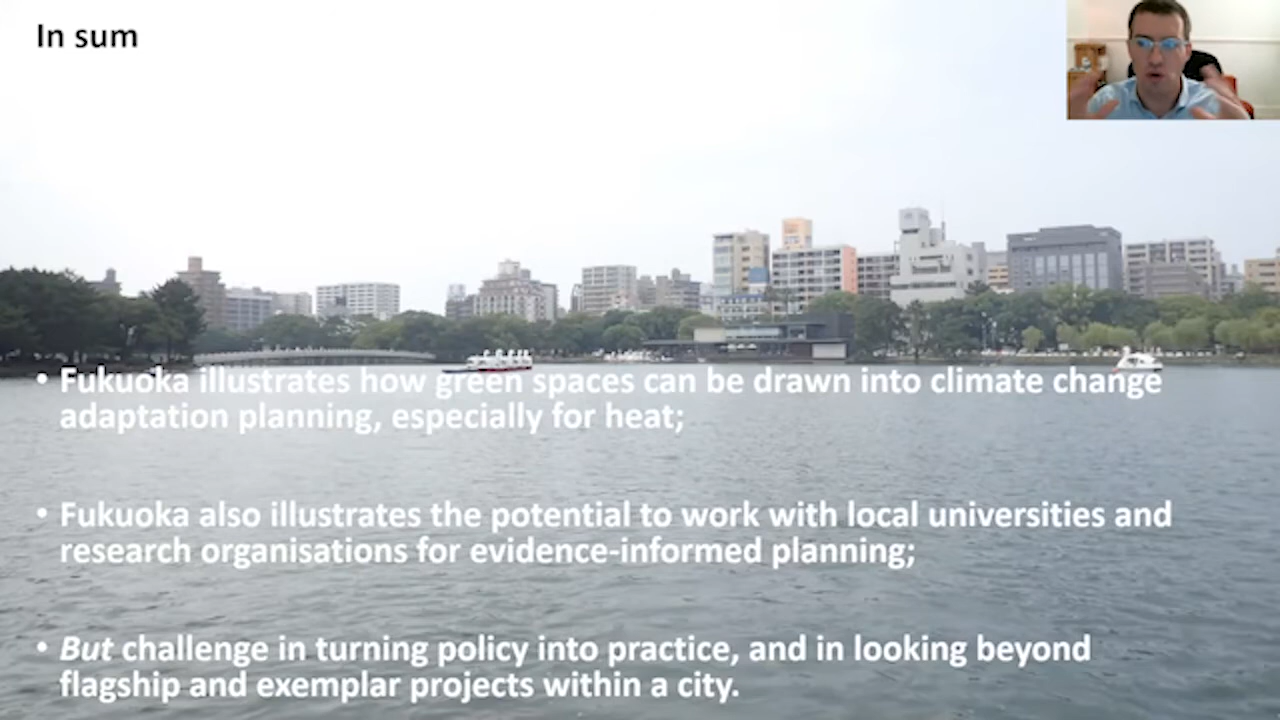 In sum
• Fukuoka illustrates how green spaces can be drawn into climate change
adaptation planning, especially for heat;
• Fukuoka also illustrates the potential to work with local universities and
research organisations for evidence-informed planning;
• But challenge in turning policy into practice, and in looking beyond
flagship and exemplar projects within a city.